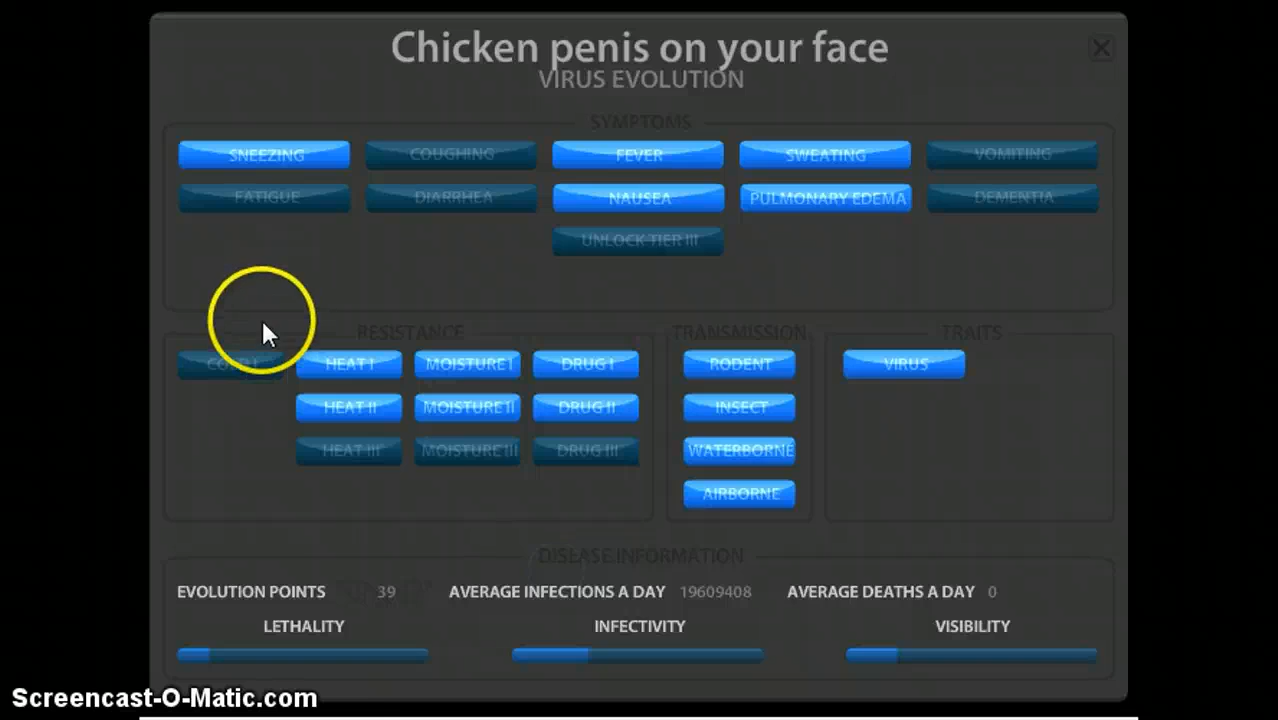 Chicken penis on your face
VIRUS EVOLUTION
SYMPTOMS
SNEEZING COUGHING FEVER SWEATING VOMITING
FATIGUE DIARRHEA NAUSEA PULMONARY EDEMA DEMENTIA
UNLOCK TIER III
RESISTANCE TRANSMISSION TRAITS
COLD I HEAT I MOISTURE I DRUG I RODENT VIRUS
HEAT II MOISTURE II DRUG II INSECT
HEAT III MOISTURE III DRUG III WATERBORNE
AIRBORNE
DISEASE INFORMATION
EVOLUTION POINTS 39 AVERAGE INFECTIONS A DAY 19609408 AVERAGE DEATHS A DAY 0
LETHALITY INFECTIVITY VISIBILITY
Screencast-O-Matic.com